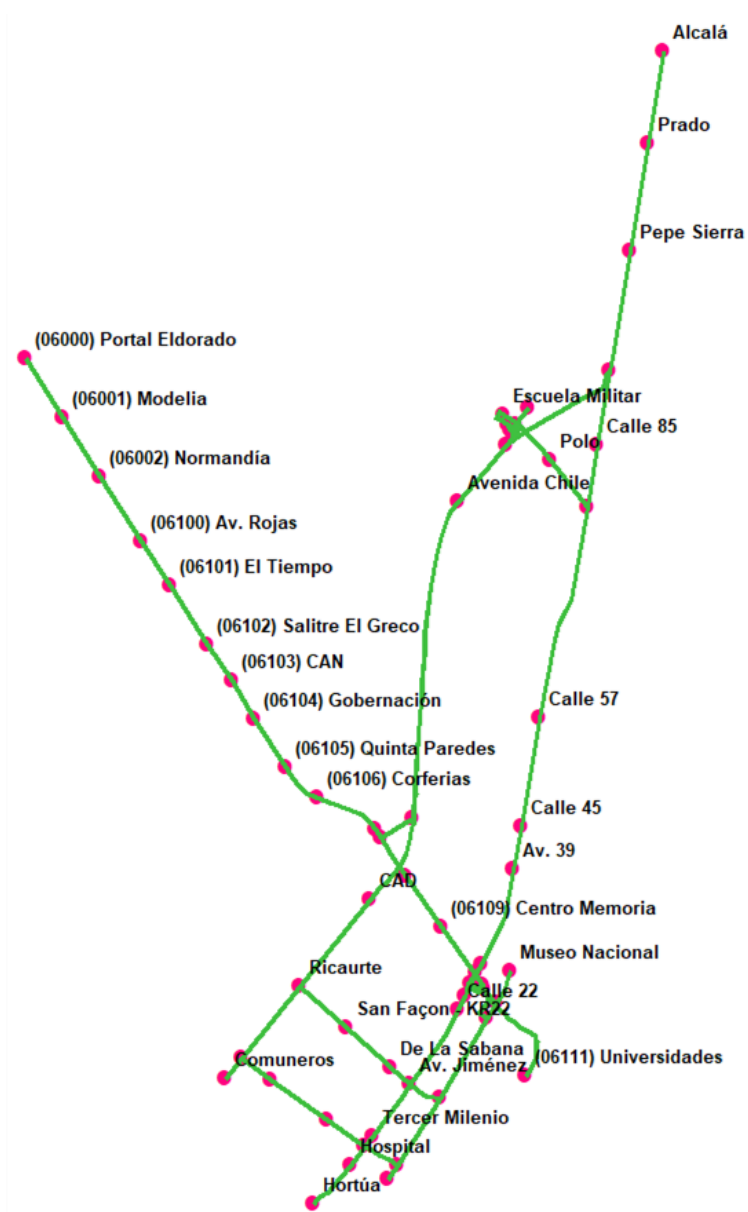 Alcalá
Prado
Pepe Sierra
(06000) Portal Eldorado
Escuela Militar
(06001) Modelia
Calle 85
Polo
(06002) Normandía
Avenida Chile
(06100) Av. Rojas
(06101) El Tiempo
(06102) Salitre El Greco
(06103) CAN
(06104) Gobernación
Calle 57
(06105) Quinta Paredes
(06106) Corferias
Calle 45
Av. 39
CAD
(06109) Centro Memoria
Museo Nacional
Ricaurte
Calle 22
San Façon - KR22
De La Sabana
(06111) Universidades
Comuneros
Av. Jiménez
Tercer Milenio
Hospital
Hortúa